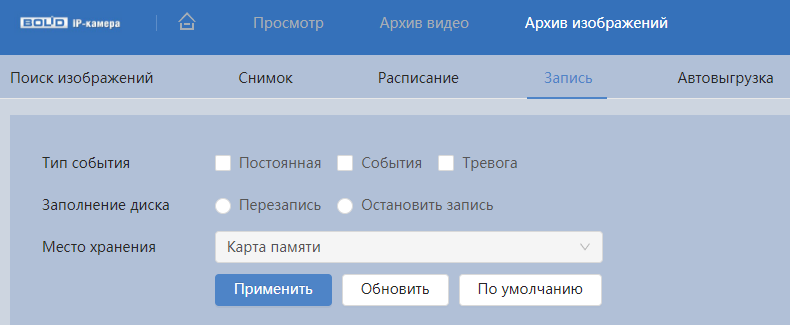 BOLID IP-камера Просмотр Архив видео Архив изображений
Поиск изображений Снимок Расписание Запись Автовыгрузка
Тип события Постоянная События Тревога
Заполнение диска Перезапись Остановить запись
Место хранения Карта памяти
Применить Обновить По умолчанию